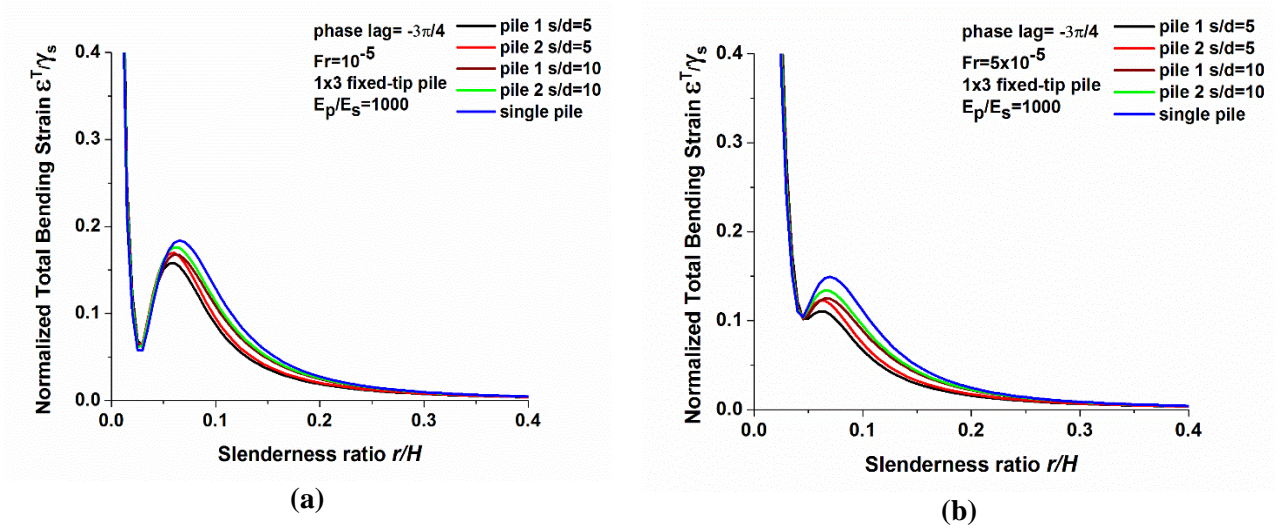 phase lag= -3π/4
Fr=10⁻⁵
1x3 fixed-tip pile
Eₚ/Eₛ=1000
pile 1 s/d=5
pile 2 s/d=5
pile 1 s/d=10
pile 2 s/d=10
single pile
Normalized Total Bending Strain εᵀ/γₛ
0.4
0.3
0.2
0.1
0.0
0.0 0.1 0.2 0.3 0.4
Slenderness ratio r/H
(a)
phase lag= -3π/4
Fr=5x10⁻⁵
1x3 fixed-tip pile
Eₚ/Eₛ=1000
pile 1 s/d=5
pile 2 s/d=5
pile 1 s/d=10
pile 2 s/d=10
single pile
Normalized Total Bending Strain εᵀ/γₛ
0.4
0.3
0.2
0.1
0.0
0.0 0.1 0.2 0.3 0.4
Slenderness ratio r/H
(b)